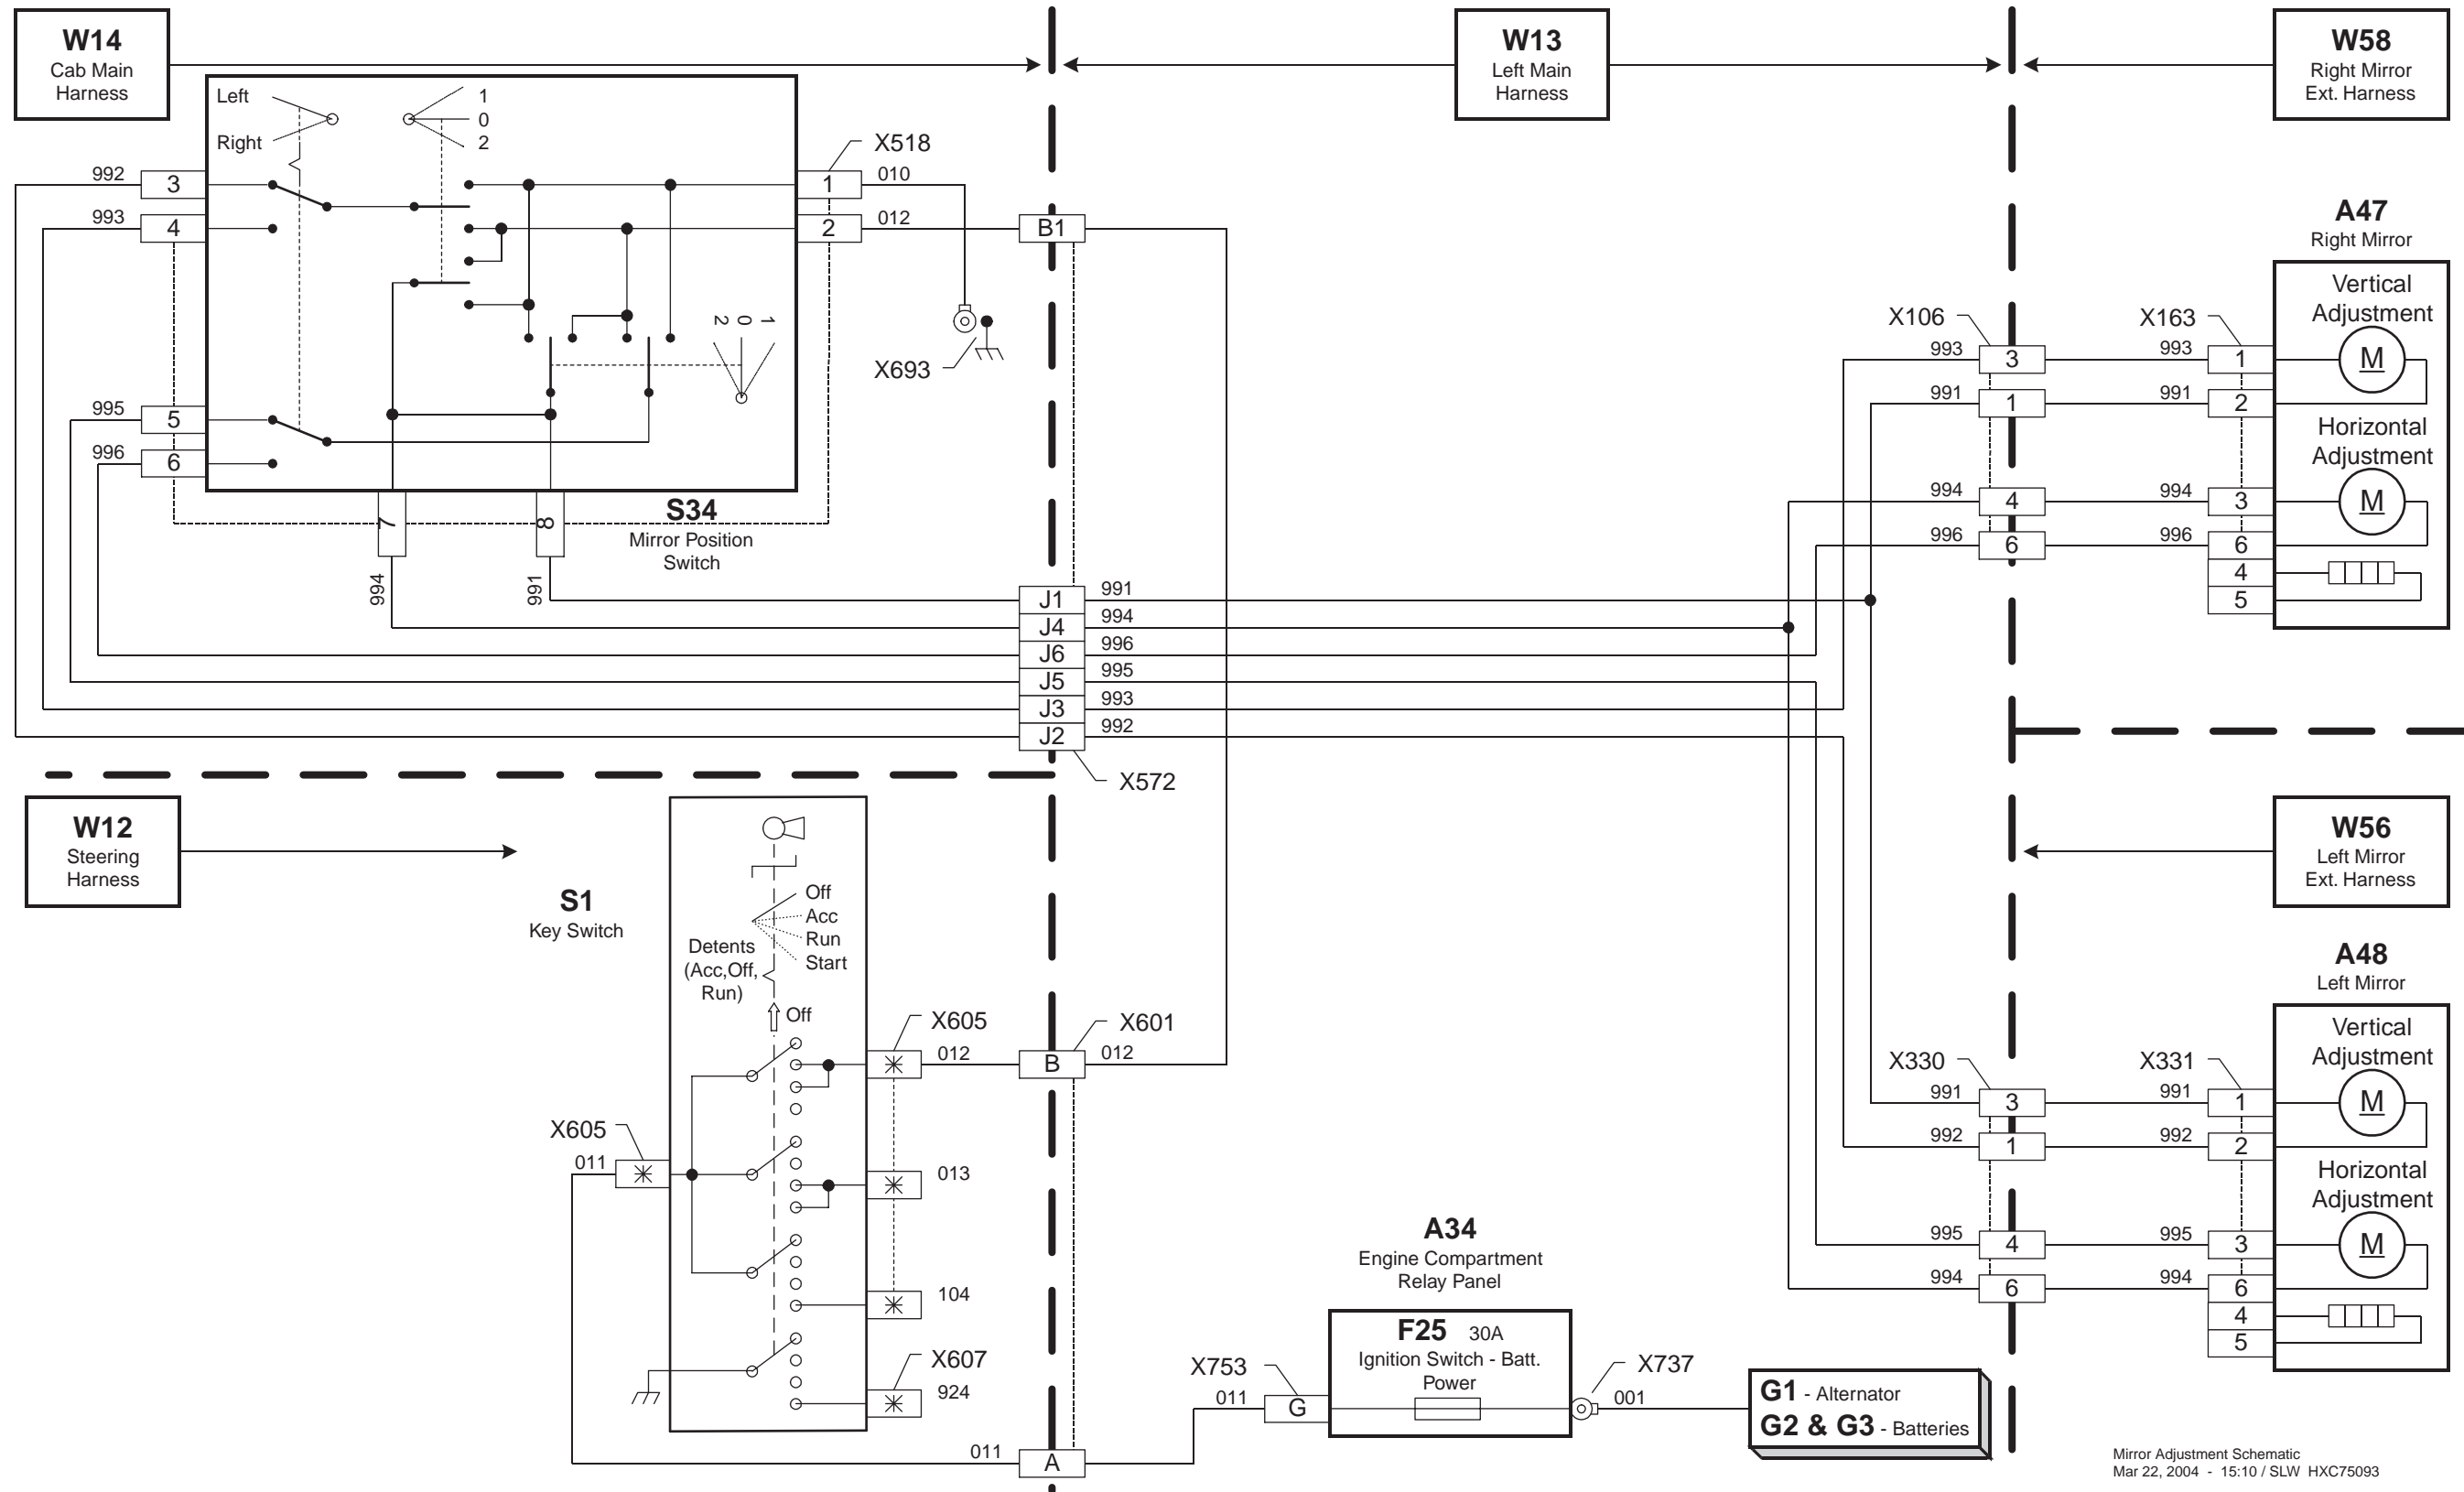 W14
Cab Main
Harness
W13
Left Main
Harness
W58
Right Mirror
Ext. Harness
Left
Right
1
0
2
X518
992
3
1
010
993
4
2
012
B1
2 0 1
X693
995
5
996
6
7
8
S34
Mirror Position
Switch
994
991
A47
Right Mirror
Vertical
Adjustment
M
X106
X163
993
3
993
1
991
1
991
2
Horizontal
Adjustment
M
994
4
994
3
996
6
996
6
4
5
J1
991
J4
994
J6
996
J5
995
J3
993
J2
992
X572
W12
Steering
Harness
S1
Key Switch
Off
Acc
Run
Start
Detents
(Acc,Off,
Run)
Off
X605
012
B
X601
012
X605
011
013
104
X607
924
011
A
W56
Left Mirror
Ext. Harness
A48
Left Mirror
Vertical
Adjustment
M
X330
X331
991
3
991
1
992
1
992
2
Horizontal
Adjustment
M
995
4
995
3
994
6
994
6
4
5
A34
Engine Compartment
Relay Panel
F25 30A
Ignition Switch - Batt.
Power
X753
011
G
X737
001
G1 - Alternator
G2 & G3 - Batteries
Mirror Adjustment Schematic
Mar 22, 2004 - 15:10 / SLW HXC75093